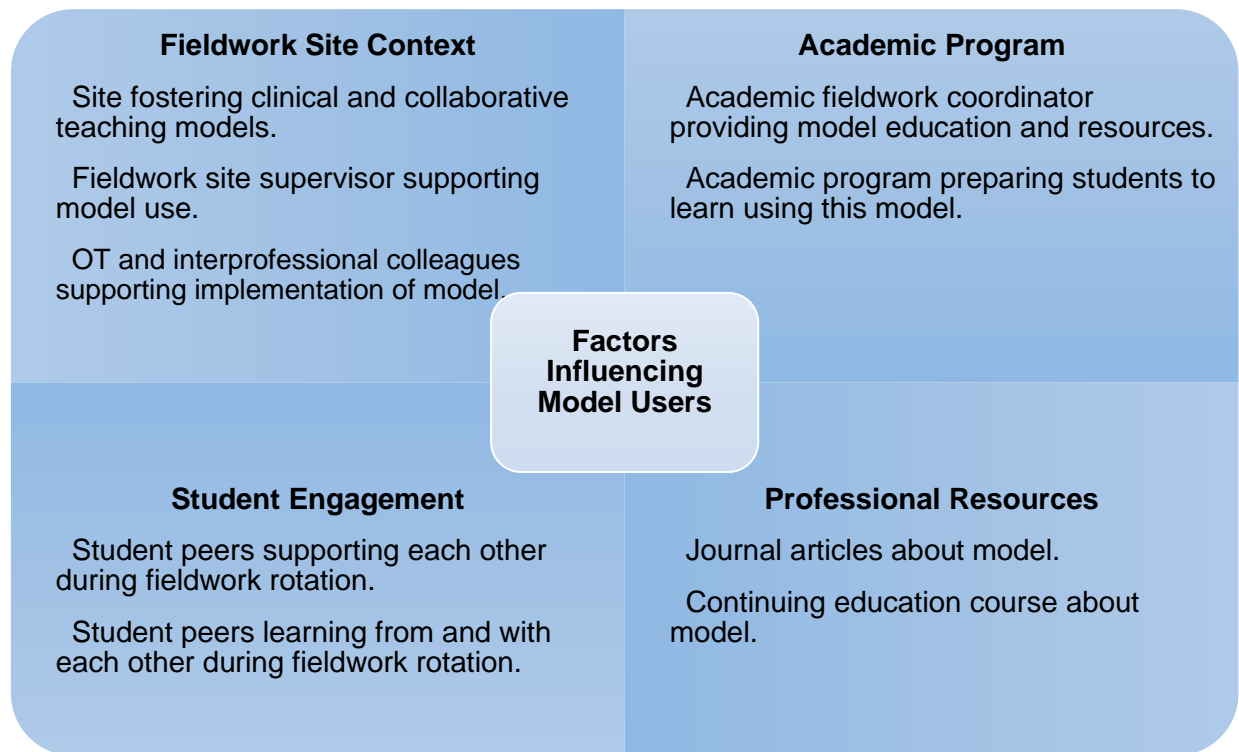 Fieldwork Site Context
Site fostering clinical and collaborative
teaching models.
Fieldwork site supervisor supporting
model use.
OT and interprofessional colleagues
supporting implementation of model.
Academic Program
Academic fieldwork coordinator
providing model education and resources.
Academic program preparing students to
learn using this model.
Factors
Influencing
Model Users
Student Engagement
Student peers supporting each other
during fieldwork rotation.
Student peers learning from and with
each other during fieldwork rotation.
Professional Resources
Journal articles about model.
Continuing education course about
model.